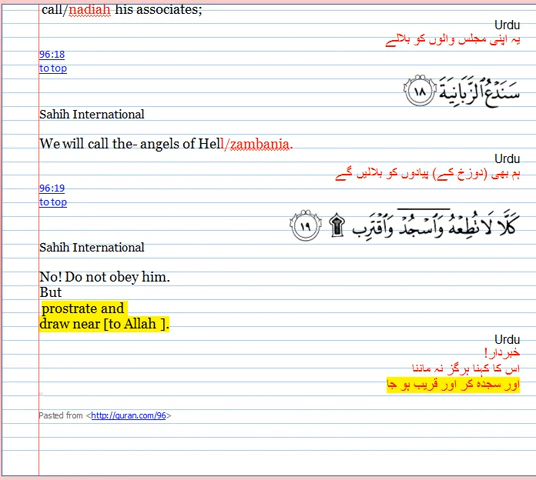 call/nadiah his associates;
Urdu
یہ اپنی مجلس والوں کو بلالے
96:18
to top
سَنَدْعُ ٱلزَّبَانِيَةَ ١٨
Sahih International
We will call the- angels of Hell/zambania.
Urdu
ہم بھی (دوزخ کے) پیادوں کو بلالیں گے
96:19
to top
كَلَّا لَا تُطِعْهُ وَٱسْجُدْ وَٱقْتَرِب ۩ ١٩
Sahih International
No! Do not obey him.
But
prostrate and
draw near [to Allah ].
Urdu
خبردار!
اس کا کہنا ہرگز نہ ماننا
اور سجدہ کر اور قریب ہو جا
Pasted from <http://quran.com/96>